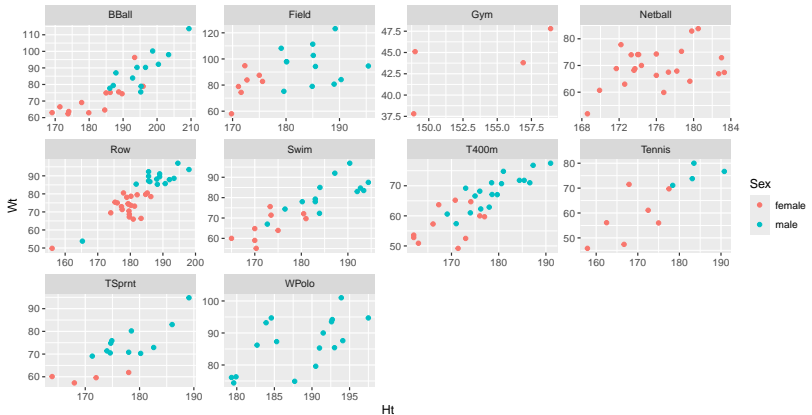 BBall Field Gym Netball
110
100
90
80
70
60
170 180 190 200 210
120
100
80
60
170 180 190
47.5
45.0
42.5
40.0
37.5
150.0 152.5 155.0 157.5
80
70
60
168 172 176 180 184
Row Swim T400m Tennis
90
80
70
60
50
160 170 180 190 200
90
80
70
60
170 180 190
70
60
50
160 170 180 190
80
70
60
50
160 170 180 190
TSprnt WPolo
90
80
70
60
170 180 190
100
95
90
85
80
75
180 185 190 195
Wt
Ht
Sex
female
male